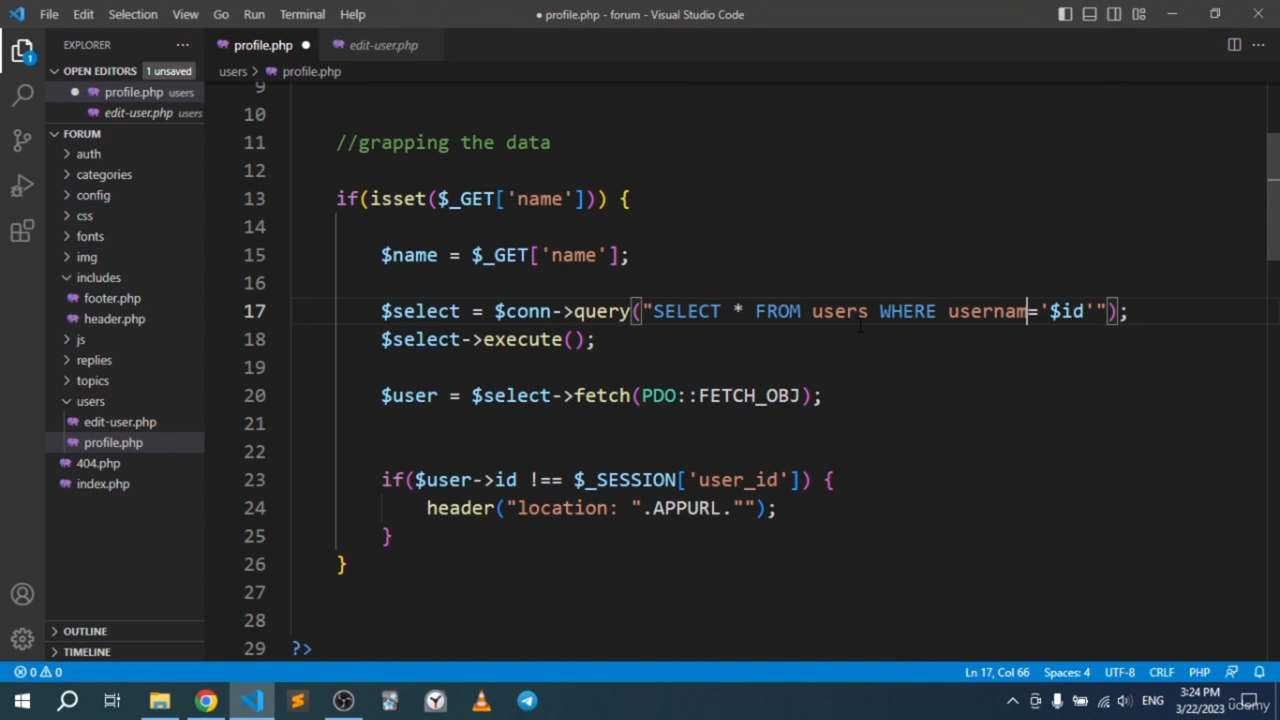 File Edit Selection View Go Run Terminal Help
● profile.php - forum - Visual Studio Code
EXPLORER ···
profile.php ●
edit-user.php
OPEN EDITORS 1 unsaved
profile.php users
edit-user.php users
FORUM
auth
categories
config
css
fonts
img
includes
footer.php
header.php
js
replies
topics
users
edit-user.php
profile.php
404.php
index.php
OUTLINE
TIMELINE
users > profile.php
9
10
11 //grapping the data
12
13 if(isset($_GET['name'])) {
14
15 $name = $_GET['name'];
16
17 $select = $conn->query("SELECT * FROM users WHERE usernam='$id'");
18 $select->execute();
19
20 $user = $select->fetch(PDO::FETCH_OBJ);
21
22
23 if($user->id !== $_SESSION['user_id']) {
24 header("location: ".APPURL."");
25 }
26 }
27
28
29 ?>
0 0
Ln 17, Col 66 Spaces: 4 UTF-8 CRLF PHP
ENG
3:24 PM
3/22/2023
udemy